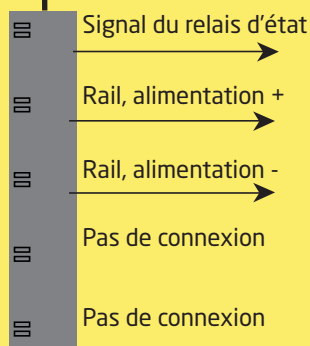 Signal du relais d'état
Rail, alimentation +
Rail, alimentation -
Pas de connexion
Pas de connexion